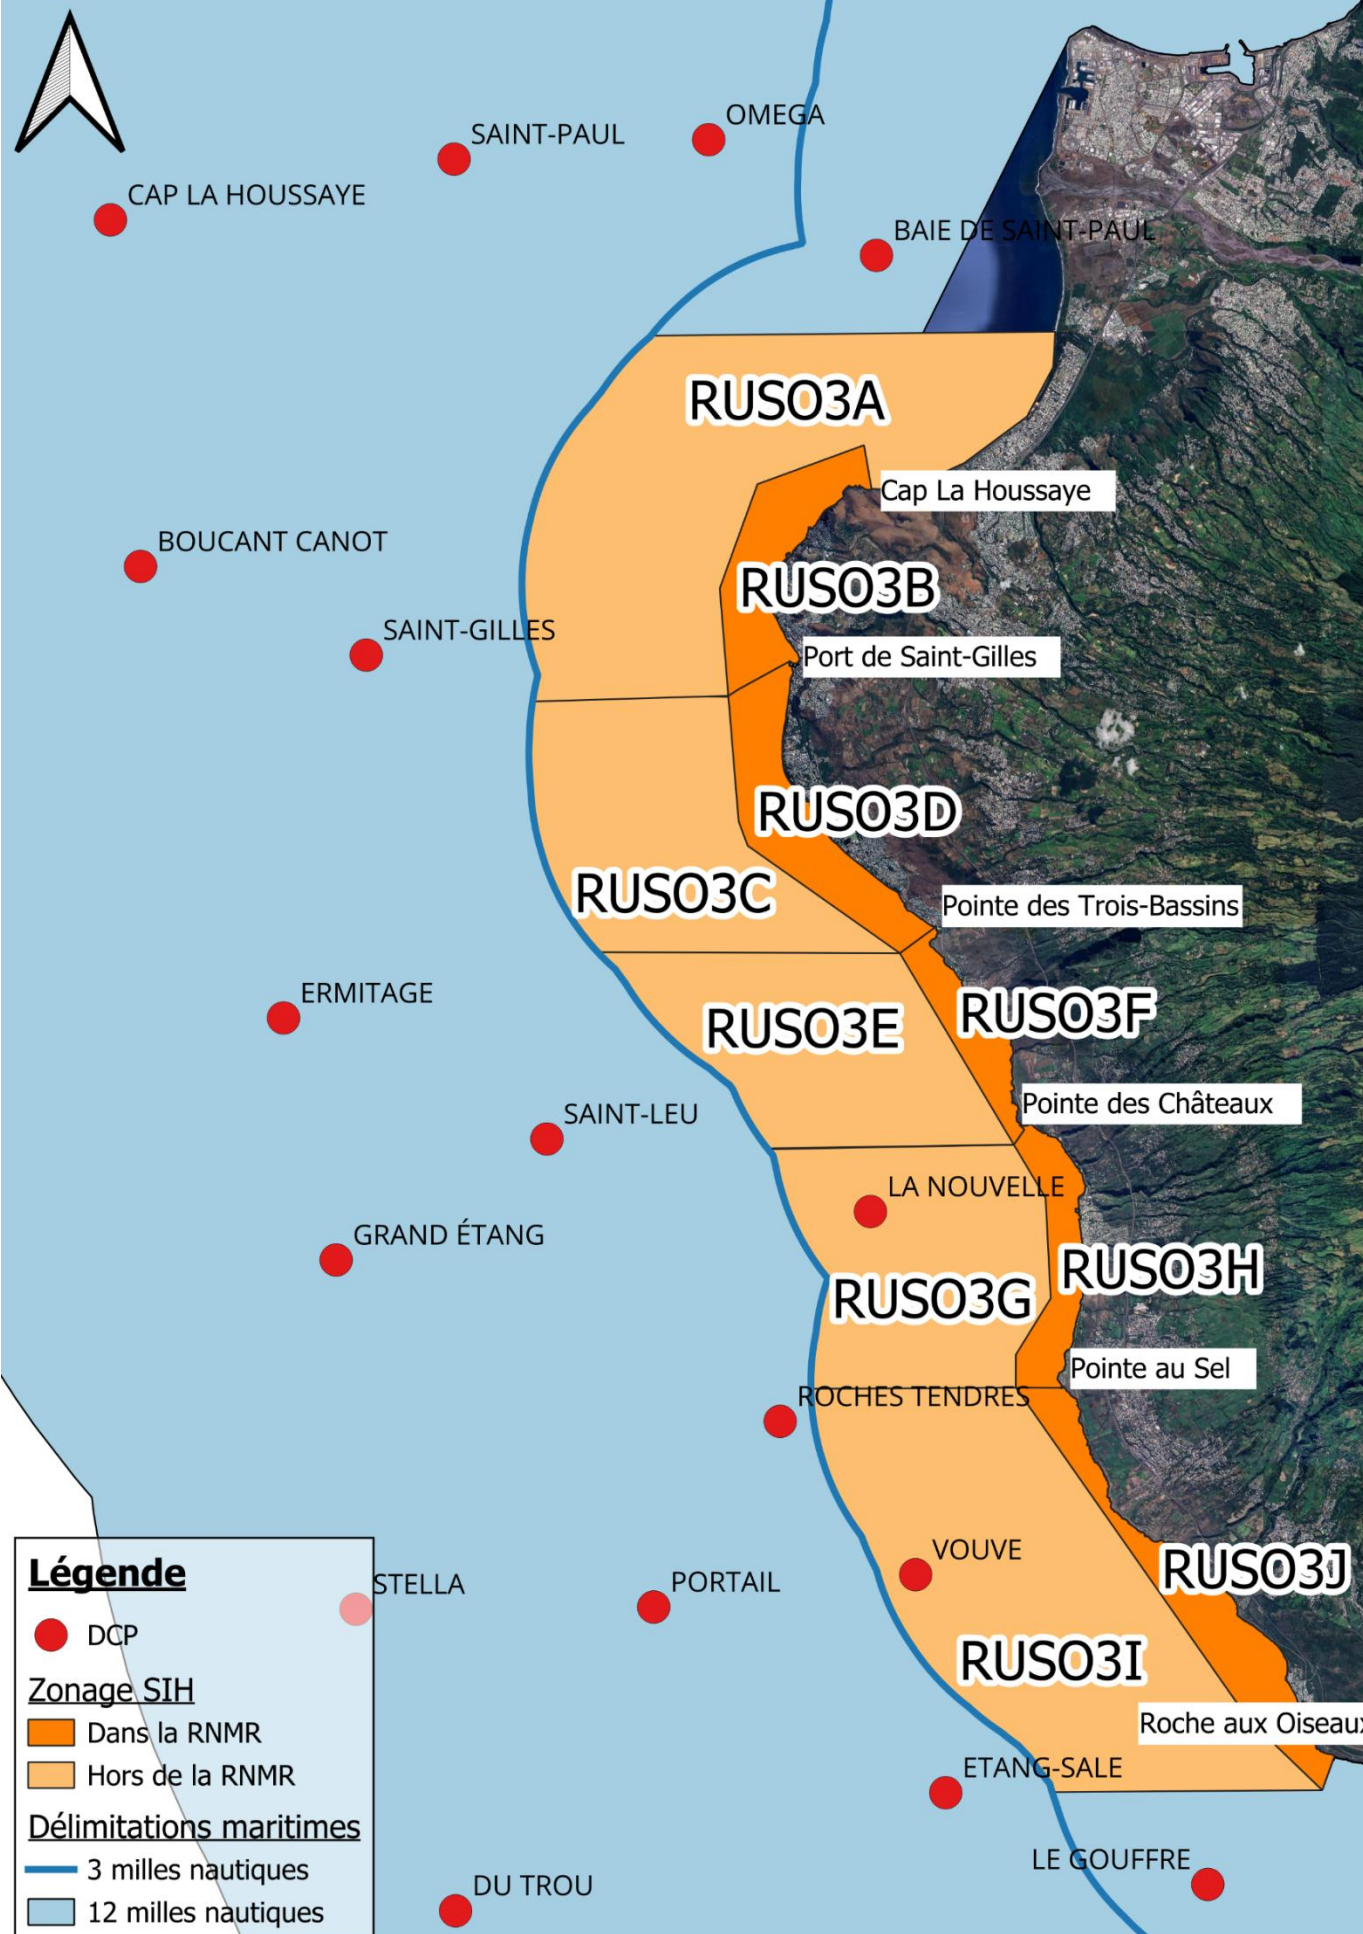 OMEGA
SAINT-PAUL
CAP LA HOUSSAYE
BAIE DE SAINT-PAUL
RUSO3A
Cap La Houssaye
BOUCANT CANOT
RUSO3B
SAINT-GILLES
Port de Saint-Gilles
RUSO3D
RUSO3C
Pointe des Trois-Bassins
ERMITAGE
RUSO3F
RUSO3E
Pointe des Châteaux
SAINT-LEU
LA NOUVELLE
GRAND ÉTANG
RUSO3H
RUSO3G
Pointe au Sel
ROCHES TENDRES
VOUVE
RUSO3J
STELLA
PORTAIL
RUSO3I
Roche aux Oiseaux
ETANG-SALE
LE GOUFFRE
DU TROU
Légende
DCP
Zonage SIH
Dans la RNMR
Hors de la RNMR
Délimitations maritimes
3 milles nautiques
12 milles nautiques